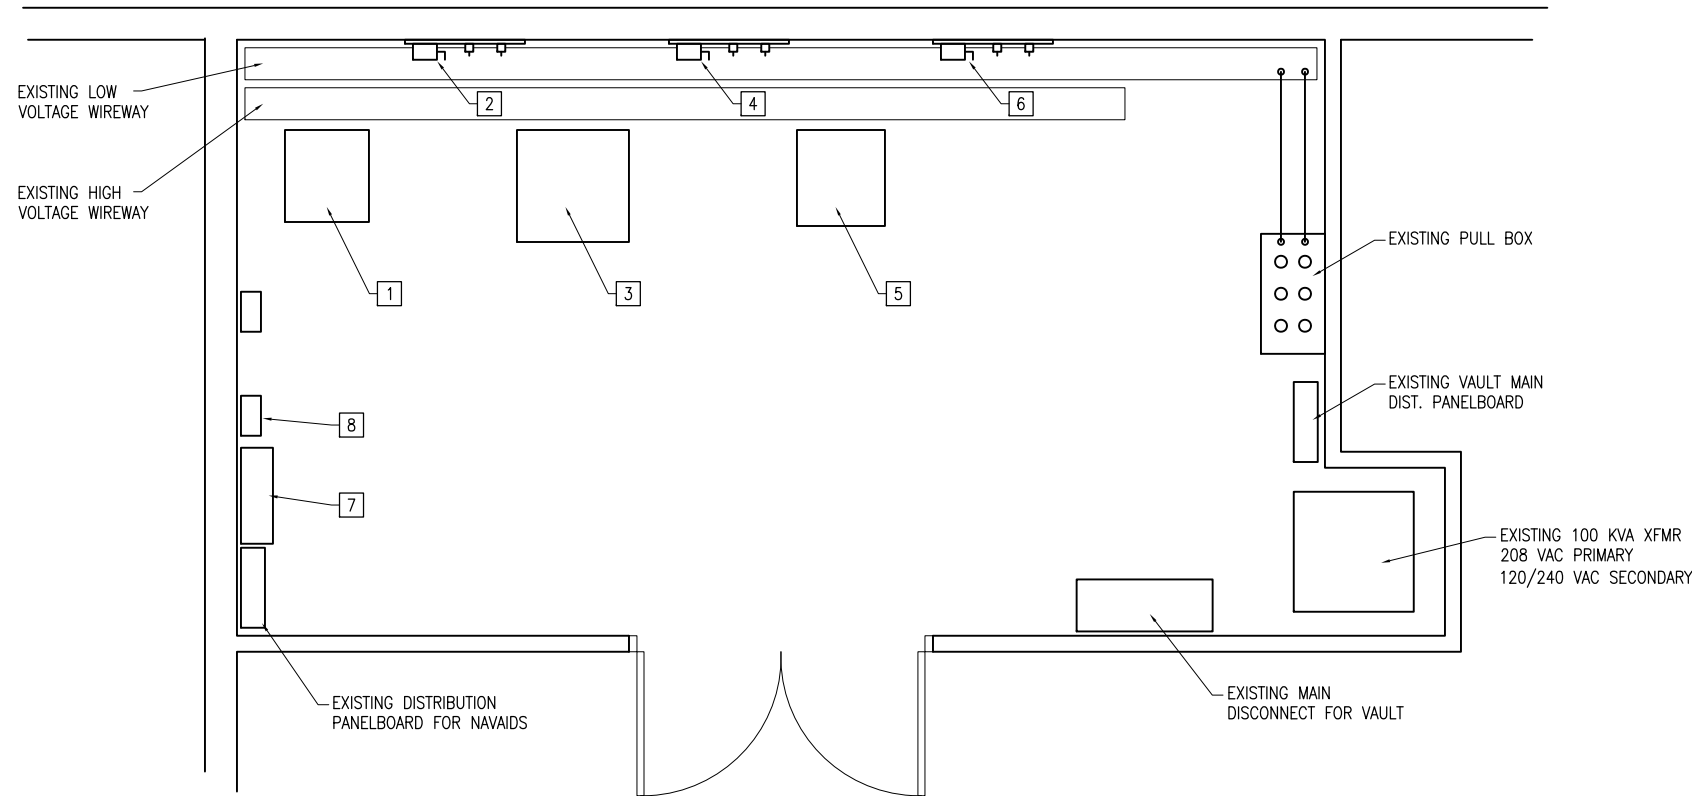 EXISTING LOW
VOLTAGE WIREWAY
2
4
6
EXISTING HIGH
VOLTAGE WIREWAY
1
3
5
EXISTING PULL BOX
8
EXISTING VAULT MAIN
DIST. PANELBOARD
7
EXISTING 100 KVA XFMR
208 VAC PRIMARY
120/240 VAC SECONDARY
EXISTING DISTRIBUTION
PANELBOARD FOR NAVAIDS
EXISTING MAIN
DISCONNECT FOR VAULT